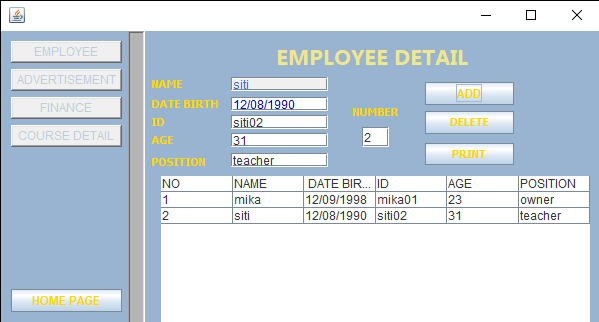 EMPLOYEE
ADVERTISEMENT
FINANCE
COURSE DETAIL
HOME PAGE
EMPLOYEE DETAIL
NAME siti
DATE BIRTH 12/08/1990
ID siti02
AGE 31
POSITION teacher
NUMBER
2
ADD
DELETE
PRINT
NO NAME DATE BIR... ID AGE POSITION
1 mika 12/09/1998 mika01 23 owner
2 siti 12/08/1990 siti02 31 teacher